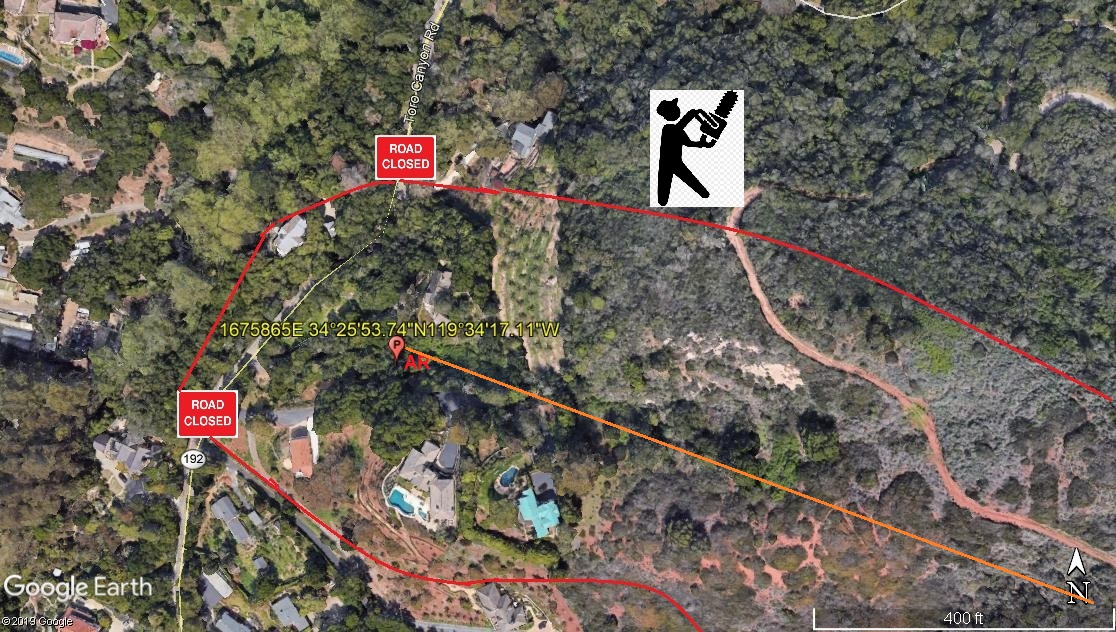 Toro Canyon Rd
ROAD
CLOSED
1675865E 34°25'53.74"N119°34'17.11"W
P
AR
ROAD
CLOSED
192
Google Earth
©2019 Google
N
400 ft